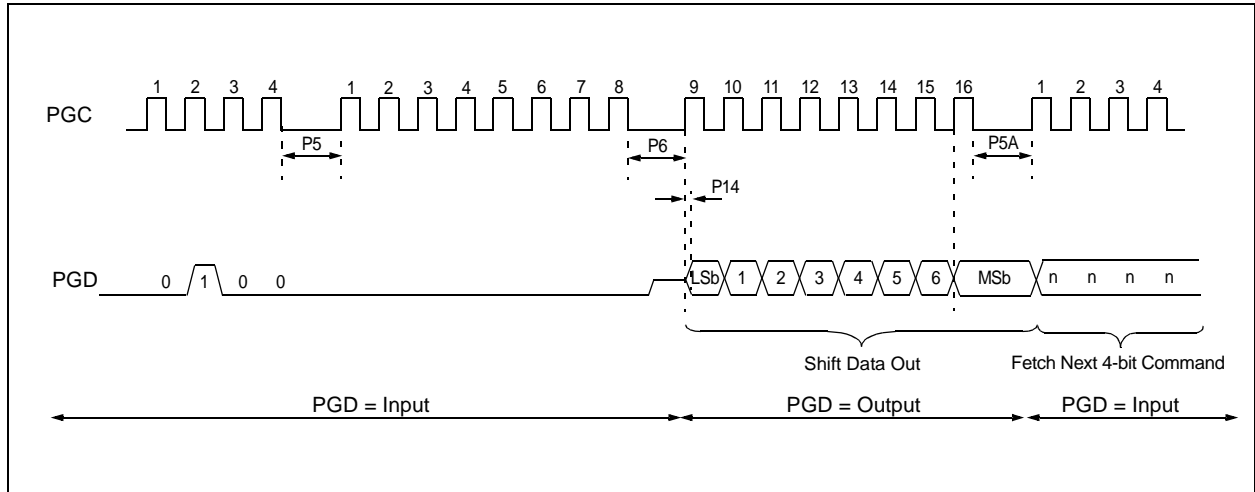 1 2 3 4 1 2 3 4 5 6 7 8 9 10 11 12 13 14 15 16 1 2 3 4
PGC
P5 P6 P5A
P14
PGD 0 1 0 0 LSb 1 2 3 4 5 6 MSb n n n n
Shift Data Out Fetch Next 4-bit Command
PGD = Input PGD = Output PGD = Input